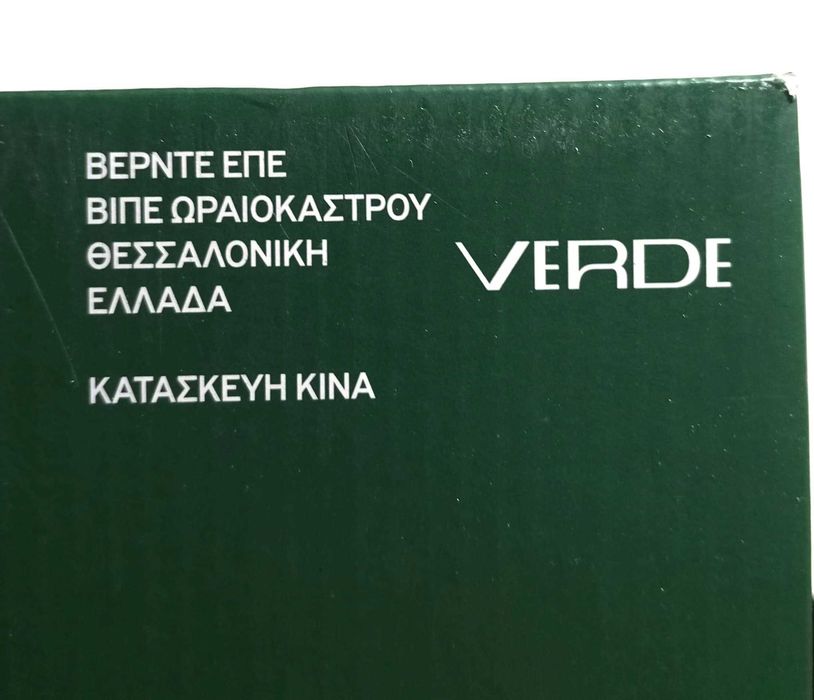 ΒΕΡΝΤΕ ΕΠΕ
ΒΙΠΕ ΩΡΑΙΟΚΑΣΤΡΟΥ
ΘΕΣΣΑΛΟΝΙΚΗ
ΕΛΛΑΔΑ
VERDE
ΚΑΤΑΣΚΕΥΗ ΚΙΝΑ